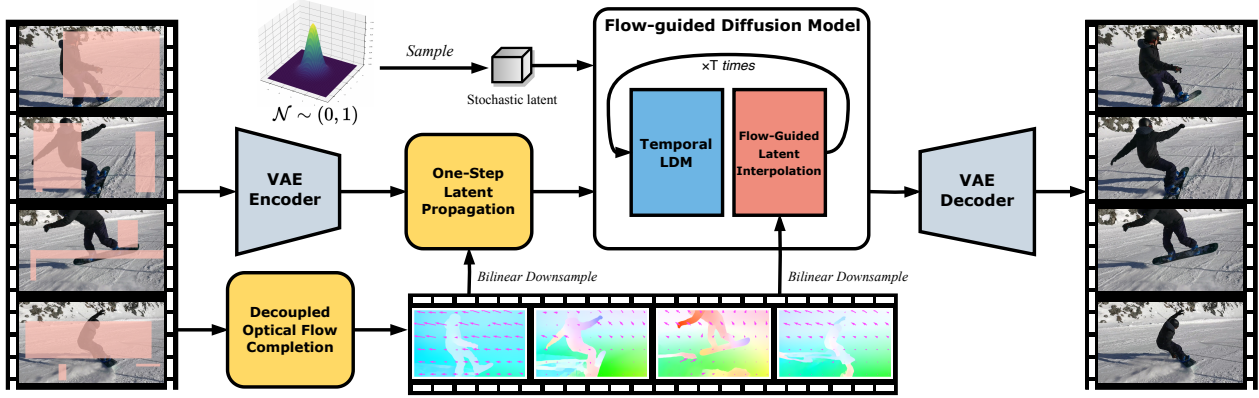 Flow-guided Diffusion Model
Sample
×T times
Stochastic latent
𝒩 ∼ (0, 1)
VAE
Encoder
One-Step
Latent
Propagation
Temporal
LDM
Flow-Guided
Latent
Interpolation
VAE
Decoder
Bilinear Downsample
Bilinear Downsample
Decoupled
Optical Flow
Completion